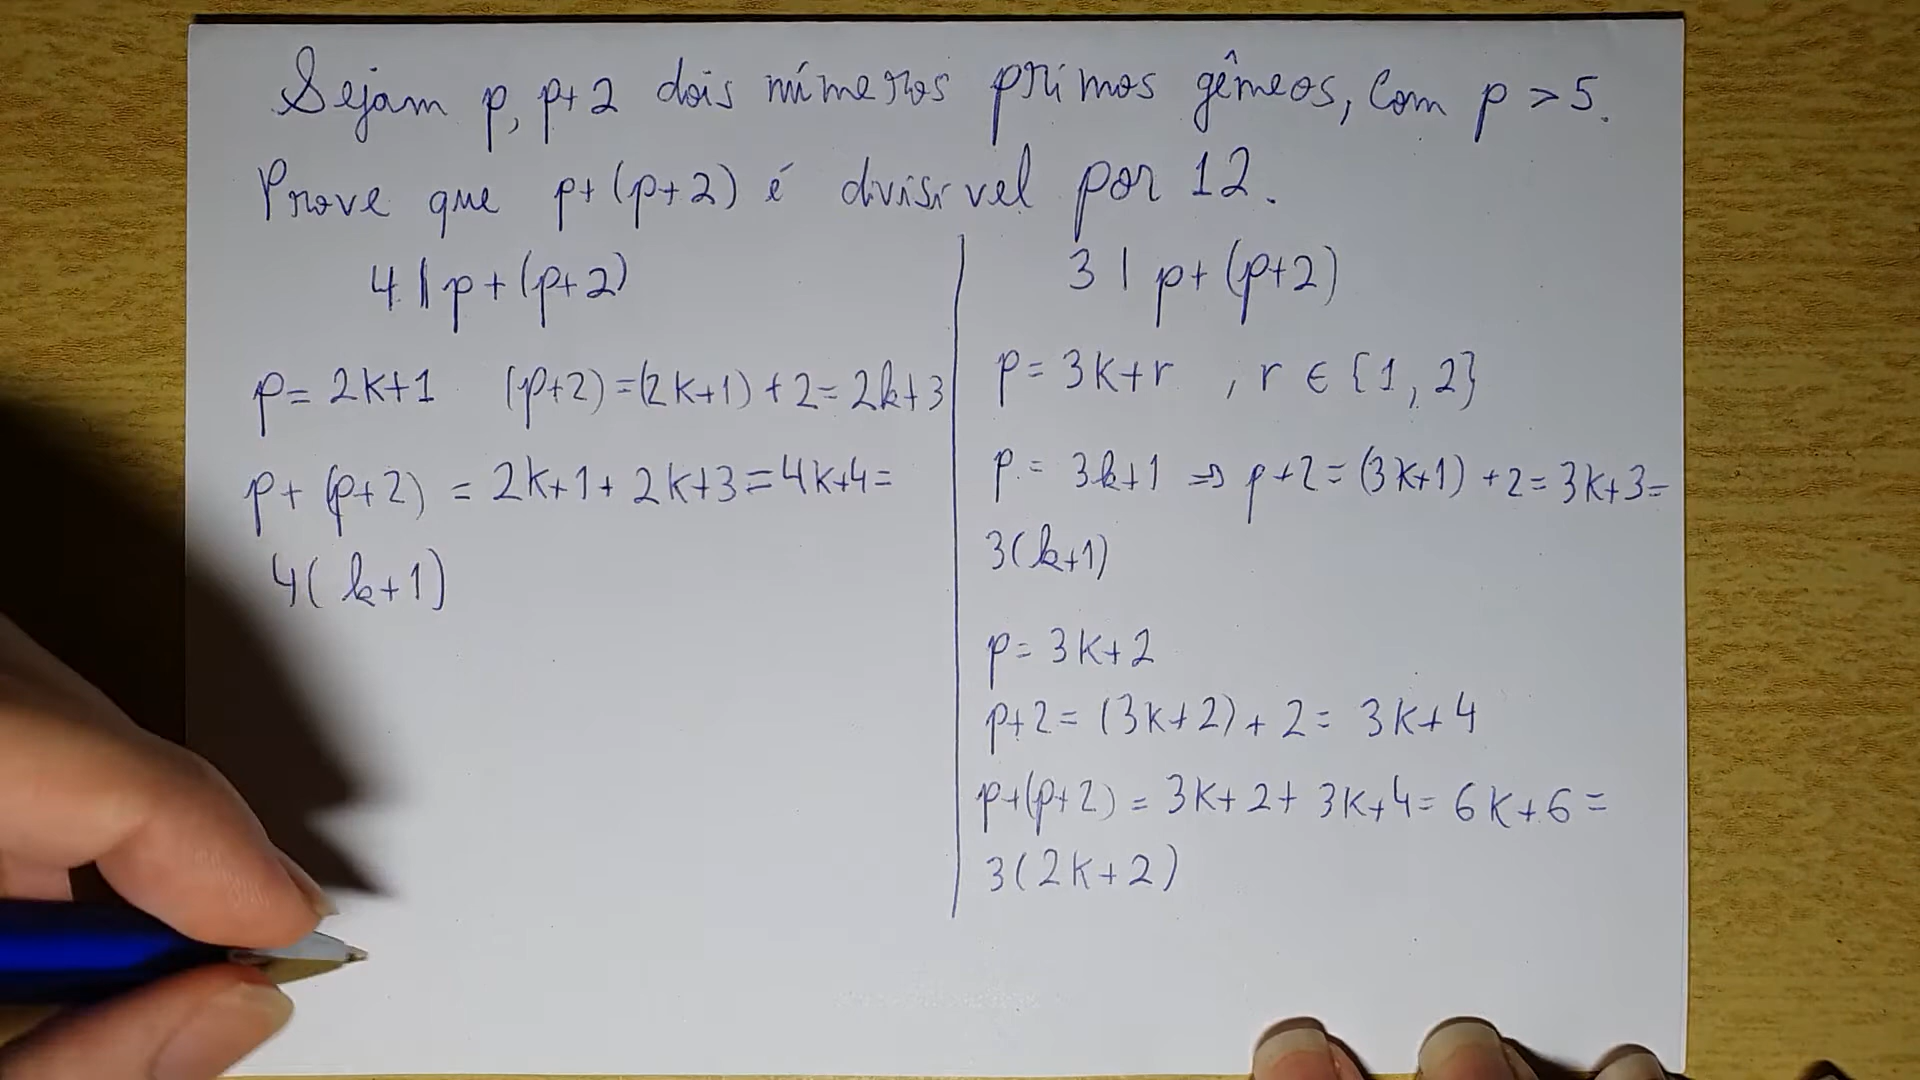 Sejam p, p+2 dois números primos gêmeos, com p > 5.
Prove que p+(p+2) é divisível por 12.
4 | p+(p+2)
p = 2k+1 (p+2) = (2k+1) + 2 = 2k+3
p + (p+2) = 2k+1 + 2k+3 = 4k+4 =
4( k+1)
3 | p+(p+2)
p = 3k+r , r ∈ {1, 2}
p = 3k+1 ⇒ p+2 = (3k+1) +2 = 3k+3 =
3(k+1)
p = 3k+2
p+2 = (3k+2) + 2 = 3k+4
p+(p+2) = 3k+2 + 3k+4 = 6k+6 =
3(2k+2)